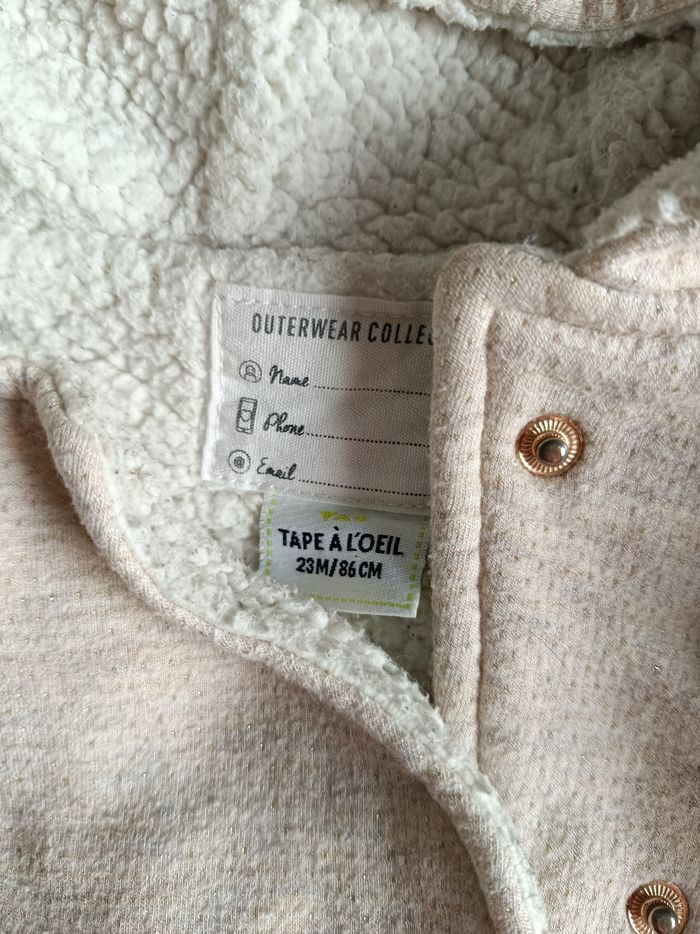 OUTERWEAR COLLEC
Name
Phone
Email
TAPE À L'OEIL
23M/86CM